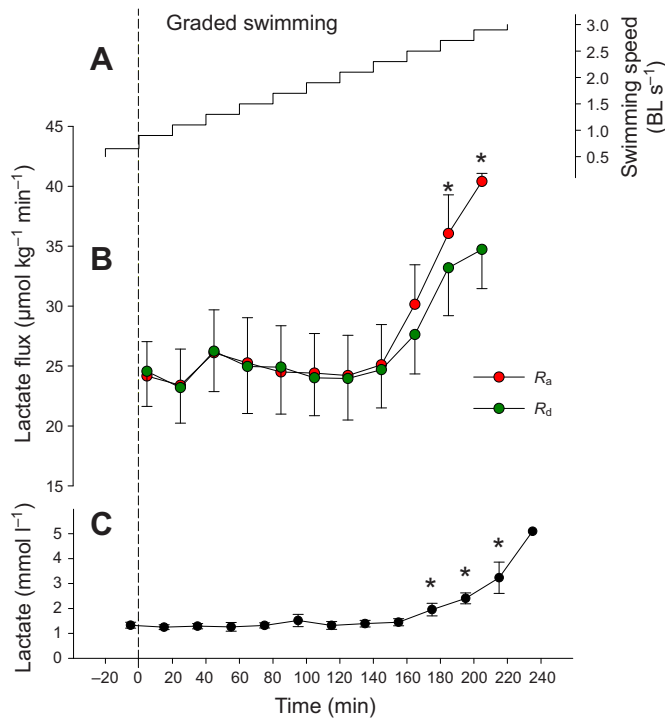 Graded swimming
A
3.0
2.5
2.0
1.5
1.0
0.5
Swimming speed
(BL s⁻¹)
B
45
40
35
30
25
20
15
Lactate flux (µmol kg⁻¹ min⁻¹)
*
*
Rₐ
R_d
C
5
4
3
2
1
0
Lactate (mmol l⁻¹)
*
*
*
–20 0 20 40 60 80 100 120 140 160 180 200 220 240
Time (min)